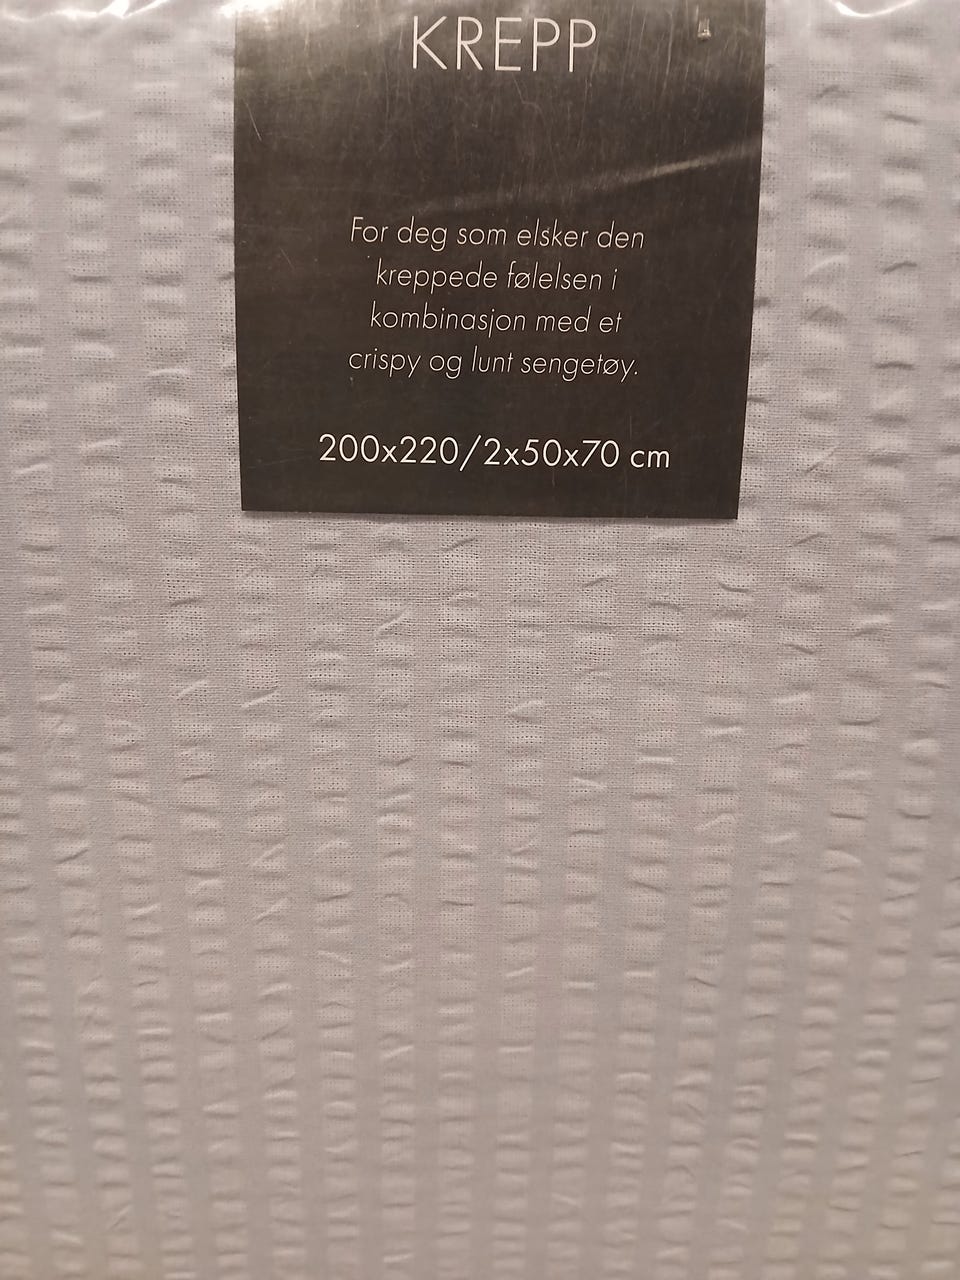 KREPP
For deg som elsker den
kreppede følelsen i
kombinasjon med et
crispy og lunt sengetøy.
200x220/2x50x70 cm